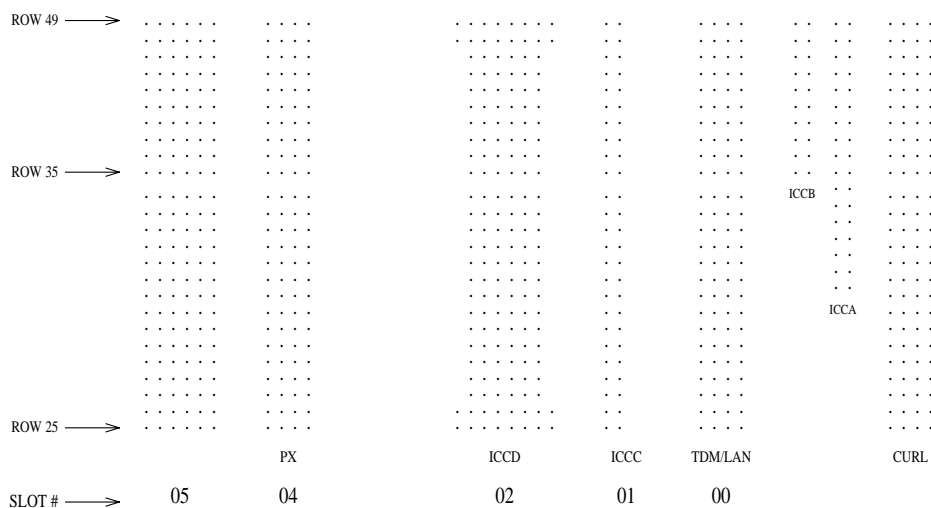 ROW 49
ROW 35
ICCB
ICCA
ROW 25
PX ICCD ICCC TDM/LAN CURL
SLOT # 05 04 02 01 00